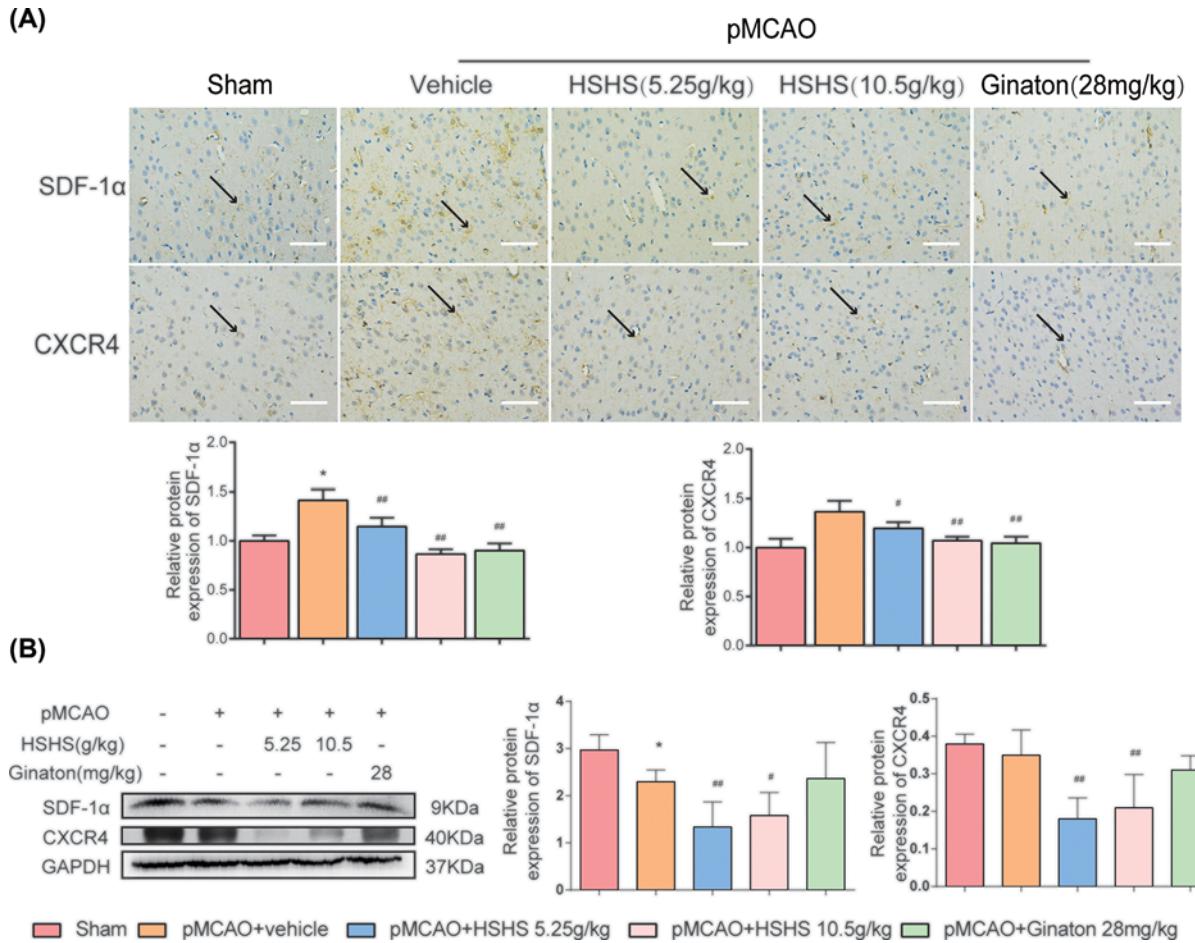 (A)
pMCAO
Sham Vehicle HSHS(5.25g/kg) HSHS(10.5g/kg) Ginaton(28mg/kg)
SDF-1α
CXCR4
Relative protein
expression of SDF-1α
2.0
1.5
1.0
0.5
0.0
*
##
##
##
Relative protein
expression of CXCR4
2.0
1.5
1.0
0.5
0.0
#
##
##
(B)
pMCAO - + + + +
HSHS(g/kg) - - 5.25 10.5 -
Ginaton(mg/kg) - - - - 28
SDF-1α 9KDa
CXCR4 40KDa
GAPDH 37KDa
Relative protein
expression of SDF-1α
4
3
2
1
0
*
##
#
Relative protein
expression of CXCR4
0.5
0.4
0.3
0.2
0.1
0.0
##
##
Sham pMCAO+vehicle pMCAO+HSHS 5.25g/kg pMCAO+HSHS 10.5g/kg pMCAO+Ginaton 28mg/kg